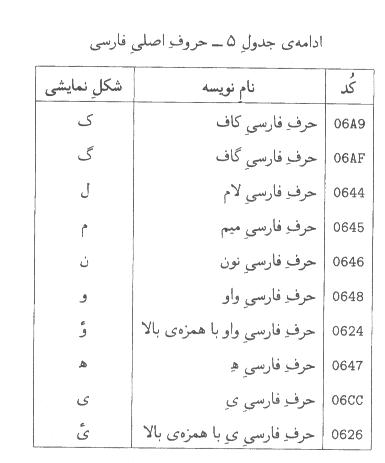 ادامه‌ی جدولِ ۵ ــ حروفِ اصلیِ فارسی
کُد نامِ نویسه شکلِ نمایشی
06A9 حرفِ فارسیِ کاف ک
06AF حرفِ فارسیِ گاف گ
0644 حرفِ فارسیِ لام ل
0645 حرفِ فارسیِ میم م
0646 حرفِ فارسیِ نون ن
0648 حرفِ فارسیِ واو و
0624 حرفِ فارسیِ واو با همزه‌ی بالا ؤ
0647 حرفِ فارسیِ هِ ه
06CC حرفِ فارسیِ یِ ی
0626 حرفِ فارسیِ یِ با همزه‌ی بالا ئ